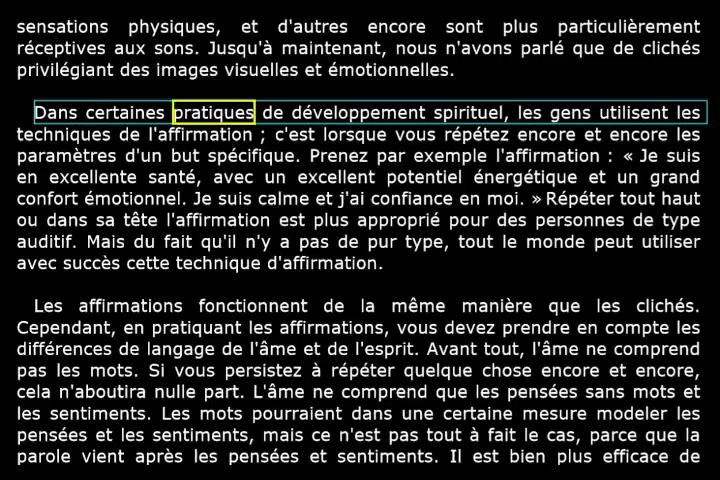 sensations physiques, et d'autres encore sont plus particulièrement
réceptives aux sons. Jusqu'à maintenant, nous n'avons parlé que de clichés
privilégiant des images visuelles et émotionnelles.
Dans certaines pratiques de développement spirituel, les gens utilisent les
techniques de l'affirmation ; c'est lorsque vous répétez encore et encore les
paramètres d'un but spécifique. Prenez par exemple l'affirmation : « Je suis
en excellente santé, avec un excellent potentiel énergétique et un grand
confort émotionnel. Je suis calme et j'ai confiance en moi. » Répéter tout haut
ou dans sa tête l'affirmation est plus approprié pour des personnes de type
auditif. Mais du fait qu'il n'y a pas de pur type, tout le monde peut utiliser
avec succès cette technique d'affirmation.
Les affirmations fonctionnent de la même manière que les clichés.
Cependant, en pratiquant les affirmations, vous devez prendre en compte les
différences de langage de l'âme et de l'esprit. Avant tout, l'âme ne comprend
pas les mots. Si vous persistez à répéter quelque chose encore et encore,
cela n'aboutira nulle part. L'âme ne comprend que les pensées sans mots et
les sentiments. Les mots pourraient dans une certaine mesure modeler les
pensées et les sentiments, mais ce n'est pas tout à fait le cas, parce que la
parole vient après les pensées et sentiments. Il est bien plus efficace de